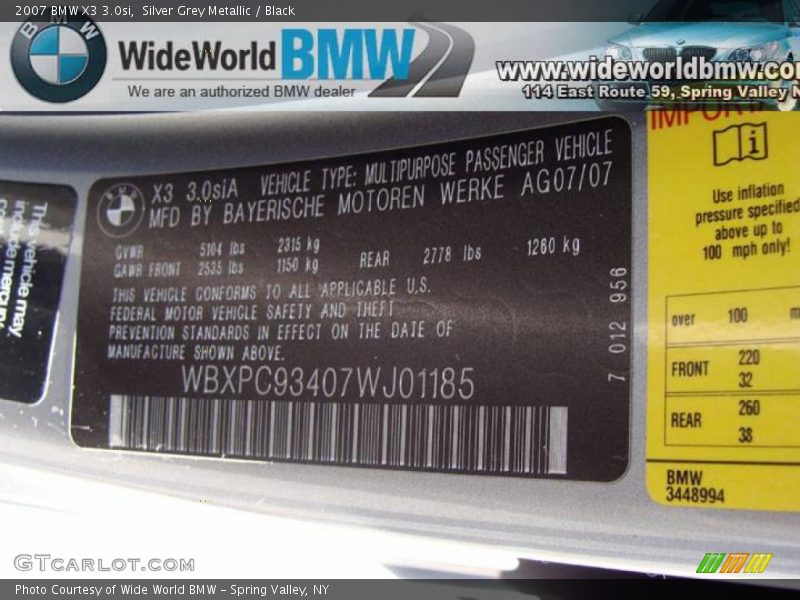 2007 BMW X3 3.0si, Silver Grey Metallic / Black
BMW
WideWorld BMW
We are an authorized BMW dealer
www.wideworldbmw.co
114 East Route 59, Spring Valley N
This vehicle may
X3 3.0siA VEHICLE TYPE: MULTIPURPOSE PASSENGER VEHICLE
MFD BY BAYERISCHE MOTOREN WERKE AG07/07
GVWR 5104 lbs 2315 kg
GAWR FRONT 2535 lbs 1150 kg REAR 2778 lbs 1260 kg
THIS VEHICLE CONFORMS TO ALL APPLICABLE U.S.
FEDERAL MOTOR VEHICLE SAFETY AND THEFT
PREVENTION STANDARDS IN EFFECT ON THE DATE OF
MANUFACTURE SHOWN ABOVE.
WBXPC93407WJ01185
7 012 956
IMPORT
i
Use inflation
pressure specified
above up to
100 mph only!
over 100 m
FRONT 220
32
REAR 260
38
BMW
3448994
GTcarlot.com
Photo Courtesy of Wide World BMW - Spring Valley, NY